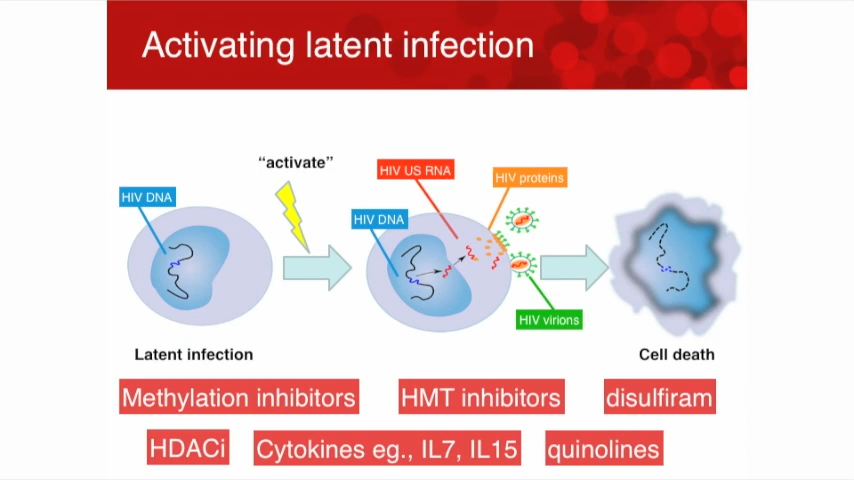 Activating latent infection
"activate"
HIV US RNA
HIV proteins
HIV DNA
HIV DNA
HIV virions
Latent infection
Cell death
Methylation inhibitors
HMT inhibitors
disulfiram
HDACi
Cytokines eg., IL7, IL15
quinolines